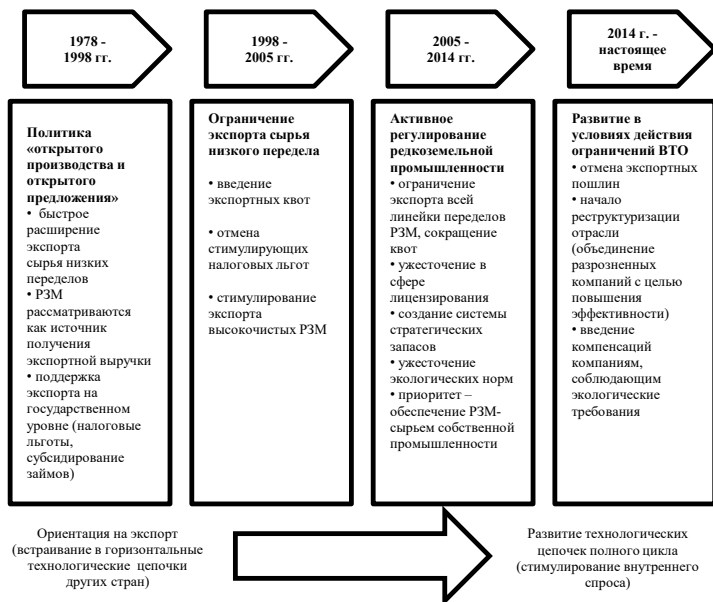 1978 -
1998 гг.
1998 -
2005 гг.
2005 -
2014 гг.
2014 г. -
настоящее
время
Политика
«открытого
производства и
открытого
предложения»
• быстрое
расширение
экспорта
сырья низких
переделов
• РЗМ
рассматриваются
как источник
получения
экспортной выручки
• поддержка
экспорта на
государственном
уровне (налоговые
льготы,
субсидирование
займов)
Ограничение
экспорта сырья
низкого передела
• введение
экспортных квот
• отмена
стимулирующих
налоговых льгот
• стимулирование
экспорта
высокочистых РЗМ
Активное
регулирование
редкоземельной
промышленности
• ограничение
экспорта всей
линейки переделов
РЗМ, сокращение
квот
• ужесточение в
сфере
лицензирования
• создание системы
стратегических
запасов
• ужесточение
экологических норм
• приоритет –
обеспечение РЗМ-
сырьем собственной
промышленности
Развитие в
условиях действия
ограничений ВТО
• отмена экспортных
пошлин
• начало
реструктуризации
отрасли
(объединение
разрозненных
компаний с целью
повышения
эффективности)
• введение
компенсаций
компаниям,
соблюдающим
экологические
требования
Ориентация на экспорт
(встраивание в горизонтальные
технологические цепочки
других стран)
Развитие технологических
цепочек полного цикла
(стимулирование внутреннего
спроса)